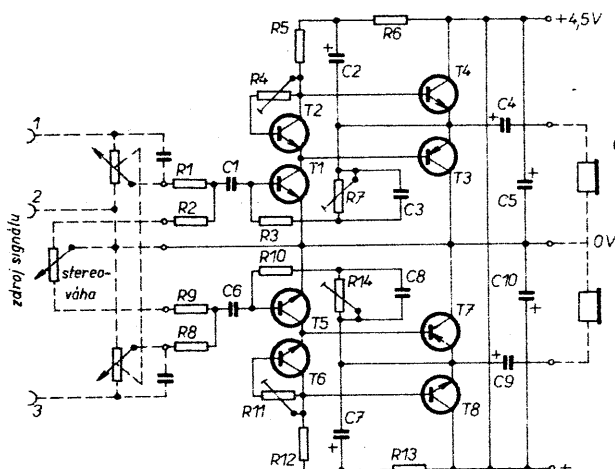 R5
R6
+4,5V
R4
C2
T4
T2
C4
1
R1
C1
T1
T3
C5
2
R2
R7
C3
R3
zdroj signálu
0V
stereo-
váha
R10
R14
C8
C10
R9
C6
T5
T7
R8
T6
C9
3
R11
C7
T8
R12
R13
+